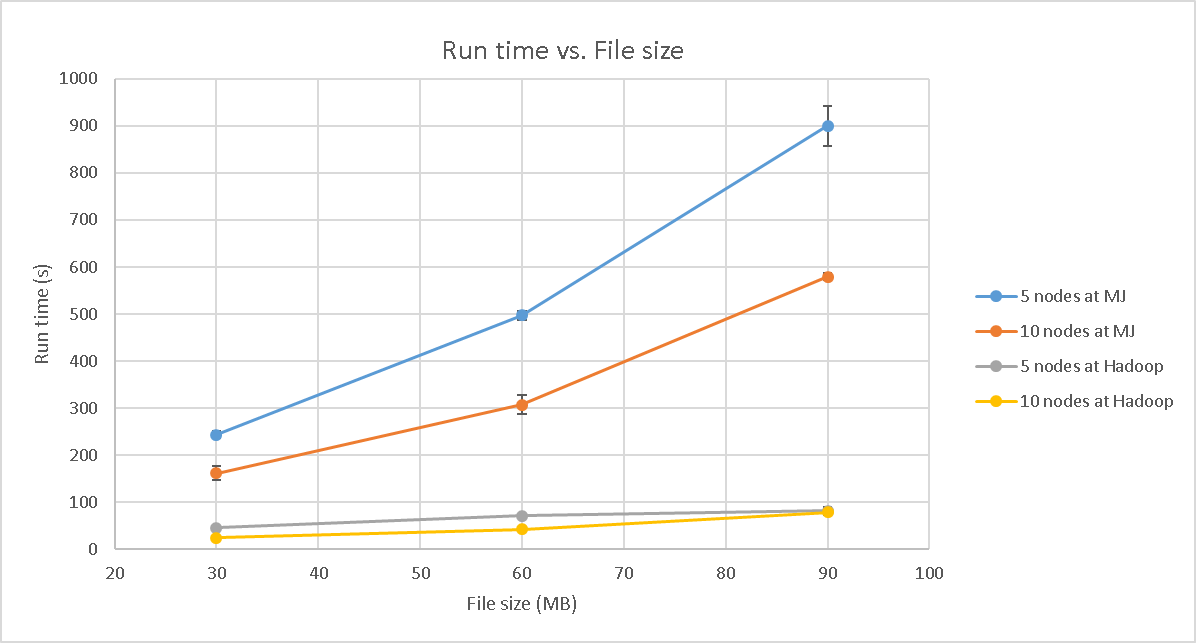 Run time vs. File size
1000
900
800
700
600
500
400
300
200
100
0
Run time (s)
20 30 40 50 60 70 80 90 100
File size (MB)
5 nodes at MJ
10 nodes at MJ
5 nodes at Hadoop
10 nodes at Hadoop